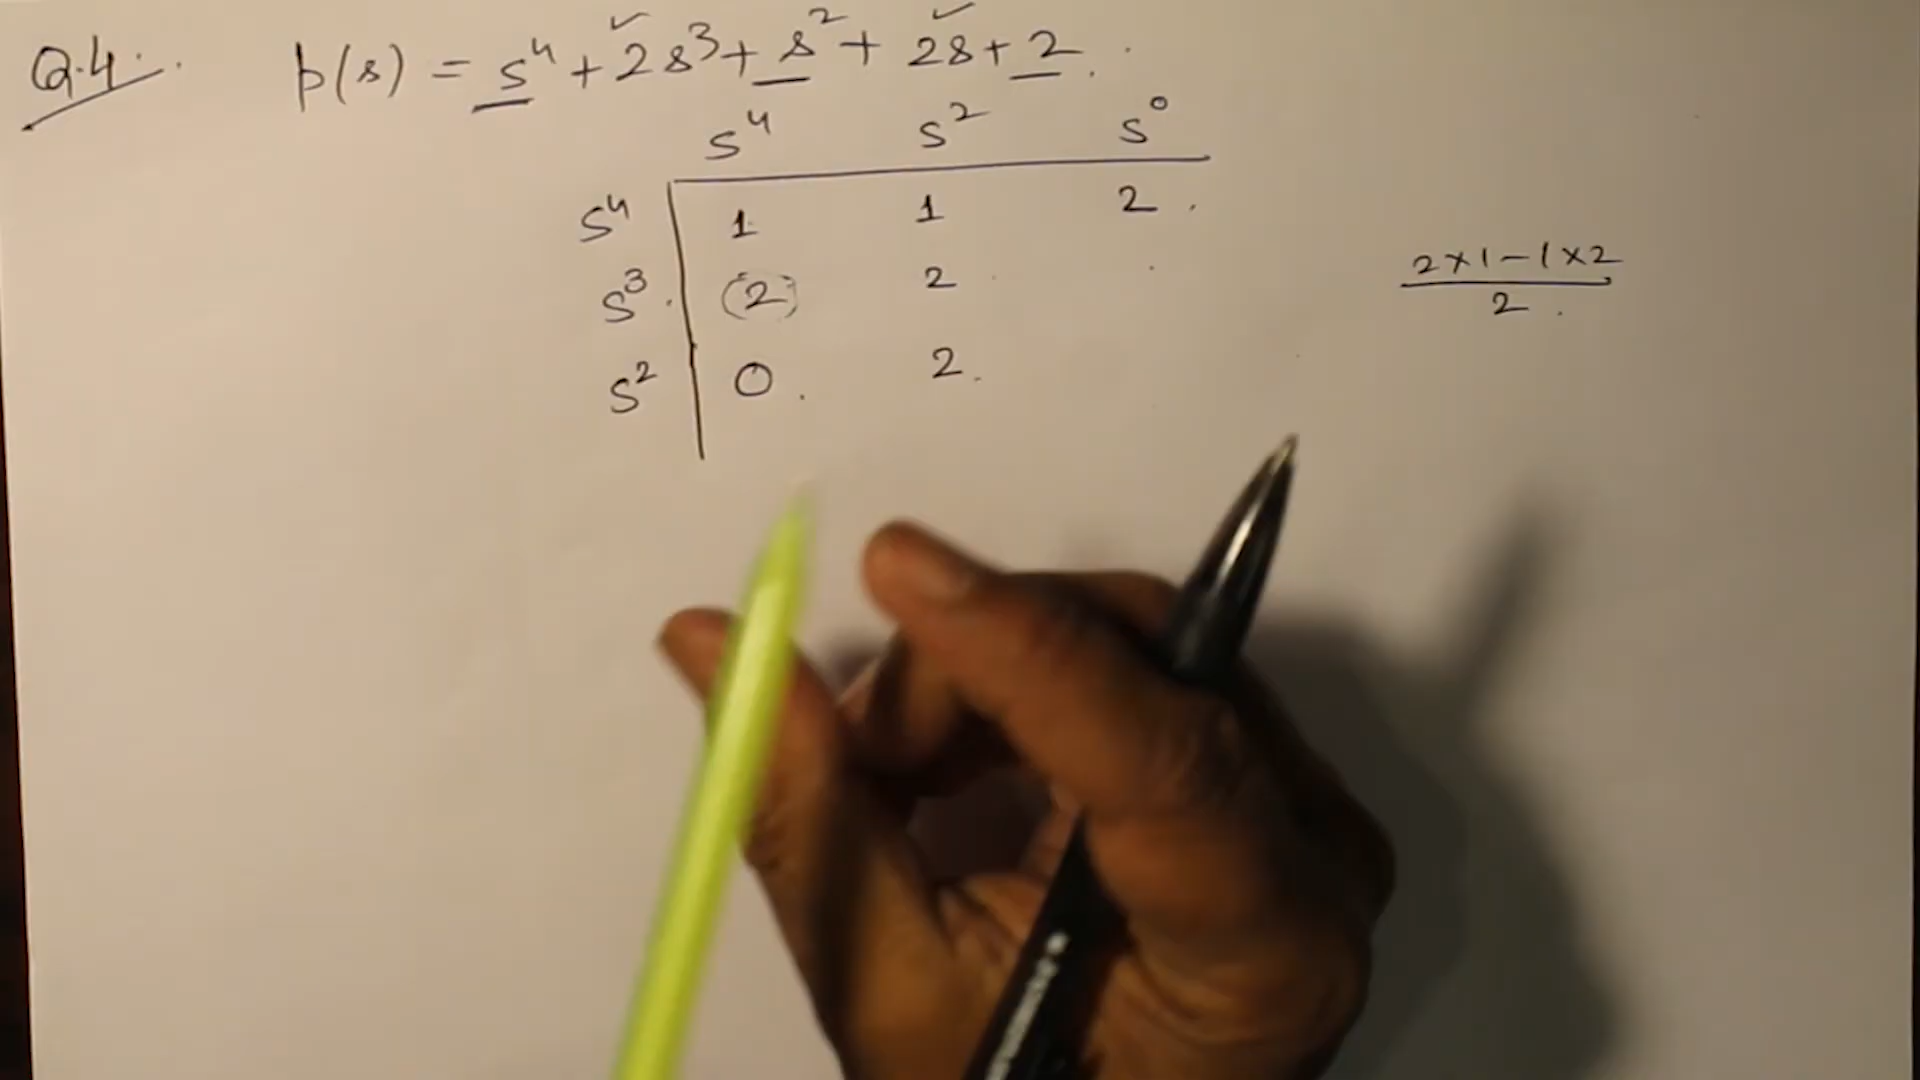 Q.4. p(s) = s⁴ + 2s³ + s² + 2s + 2.
s⁴ s² s⁰
s⁴ 1 1 2
s³ (2) 2
s² 0 2
2×1-1×2
2